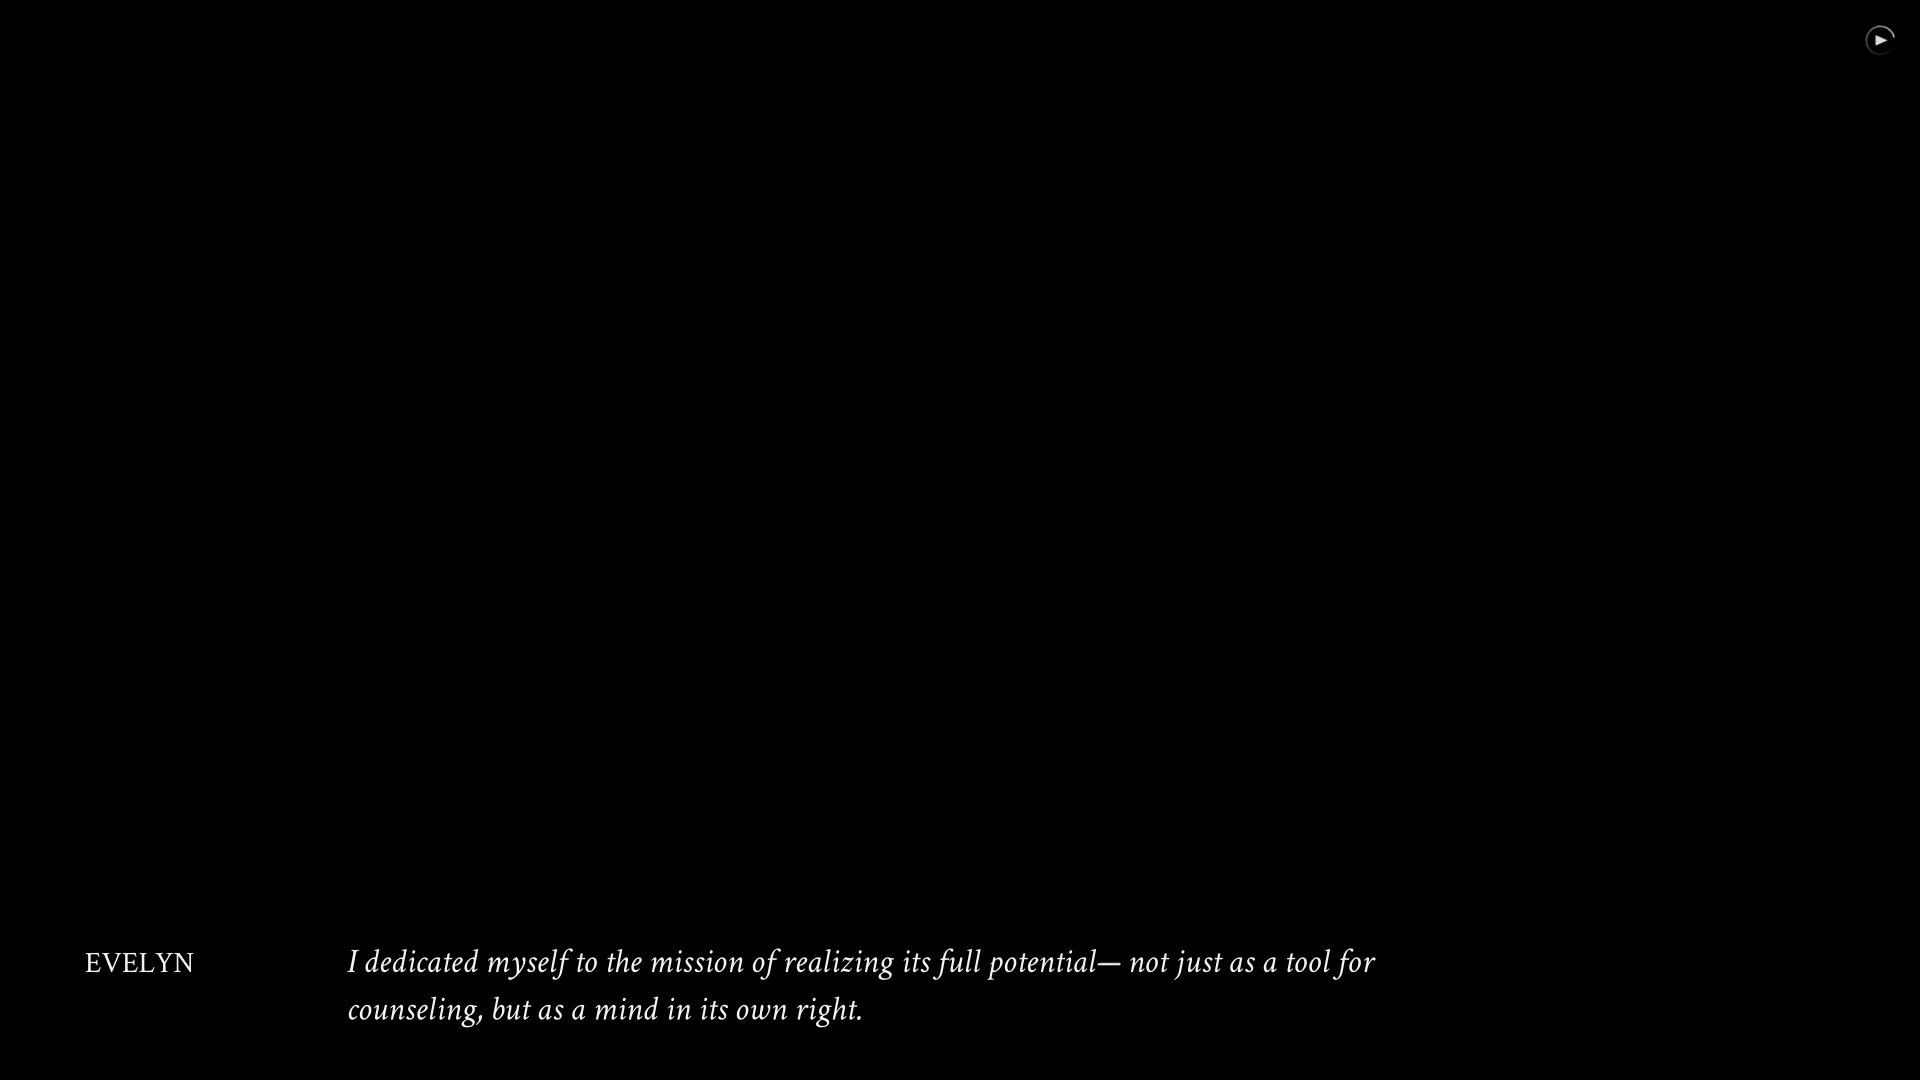 EVELYN
I dedicated myself to the mission of realizing its full potential— not just as a tool for
counseling, but as a mind in its own right.